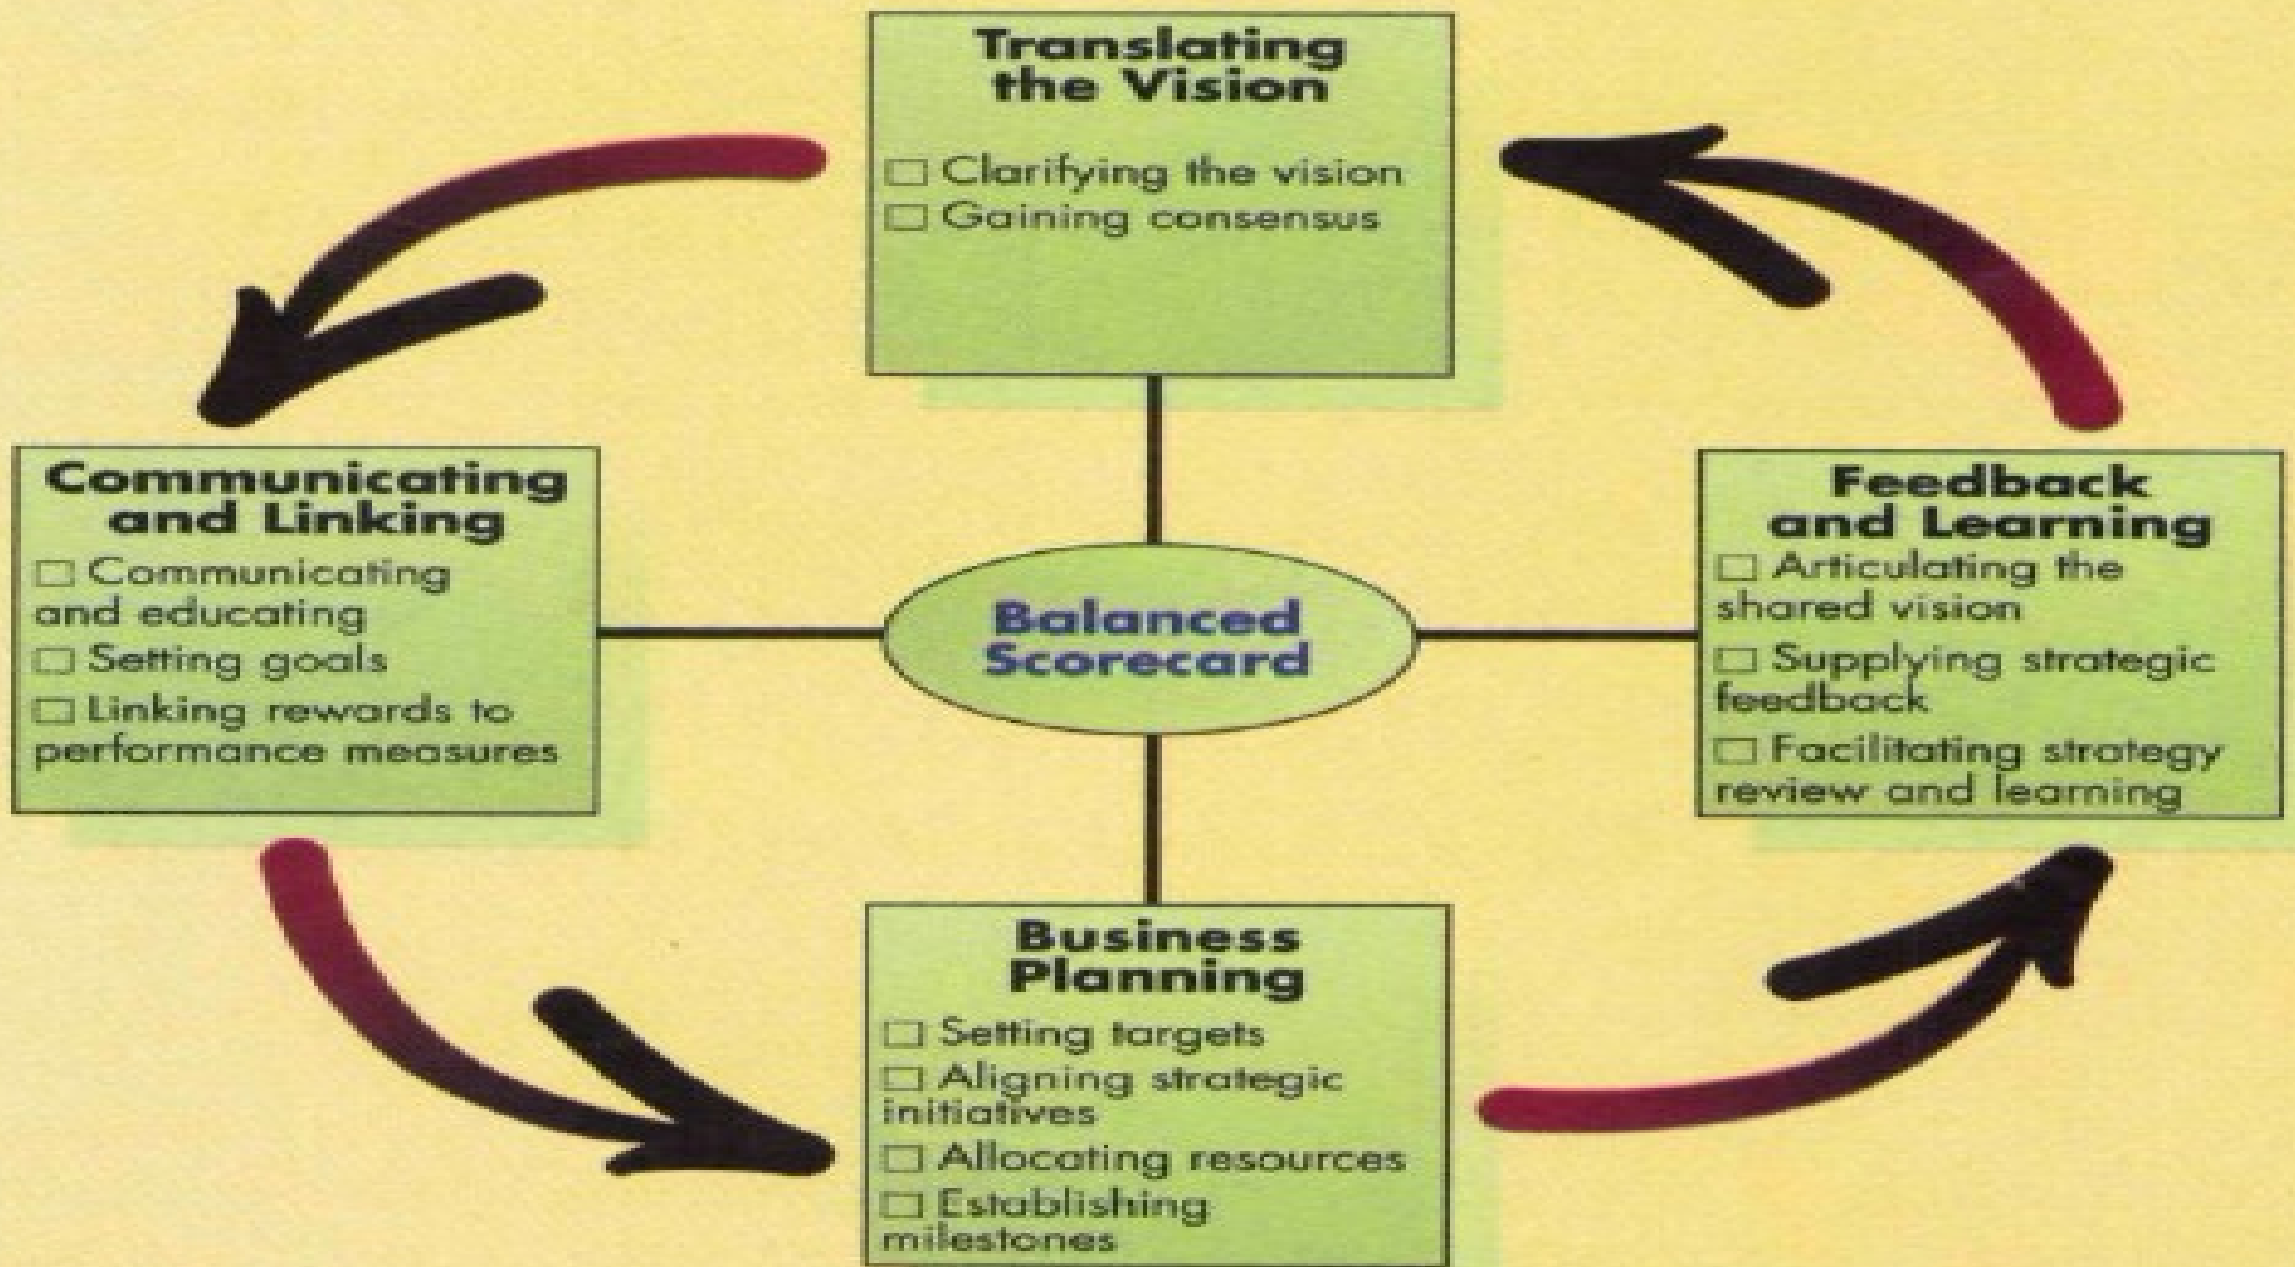 Translating
the Vision
☐ Clarifying the vision
☐ Gaining consensus
Communicating
and Linking
☐ Communicating
and educating
☐ Setting goals
☐ Linking rewards to
performance measures
Balanced
Scorecard
Feedback
and Learning
☐ Articulating the
shared vision
☐ Supplying strategic
feedback
☐ Facilitating strategy
review and learning
Business
Planning
☐ Setting targets
☐ Aligning strategic
initiatives
☐ Allocating resources
☐ Establishing
milestones